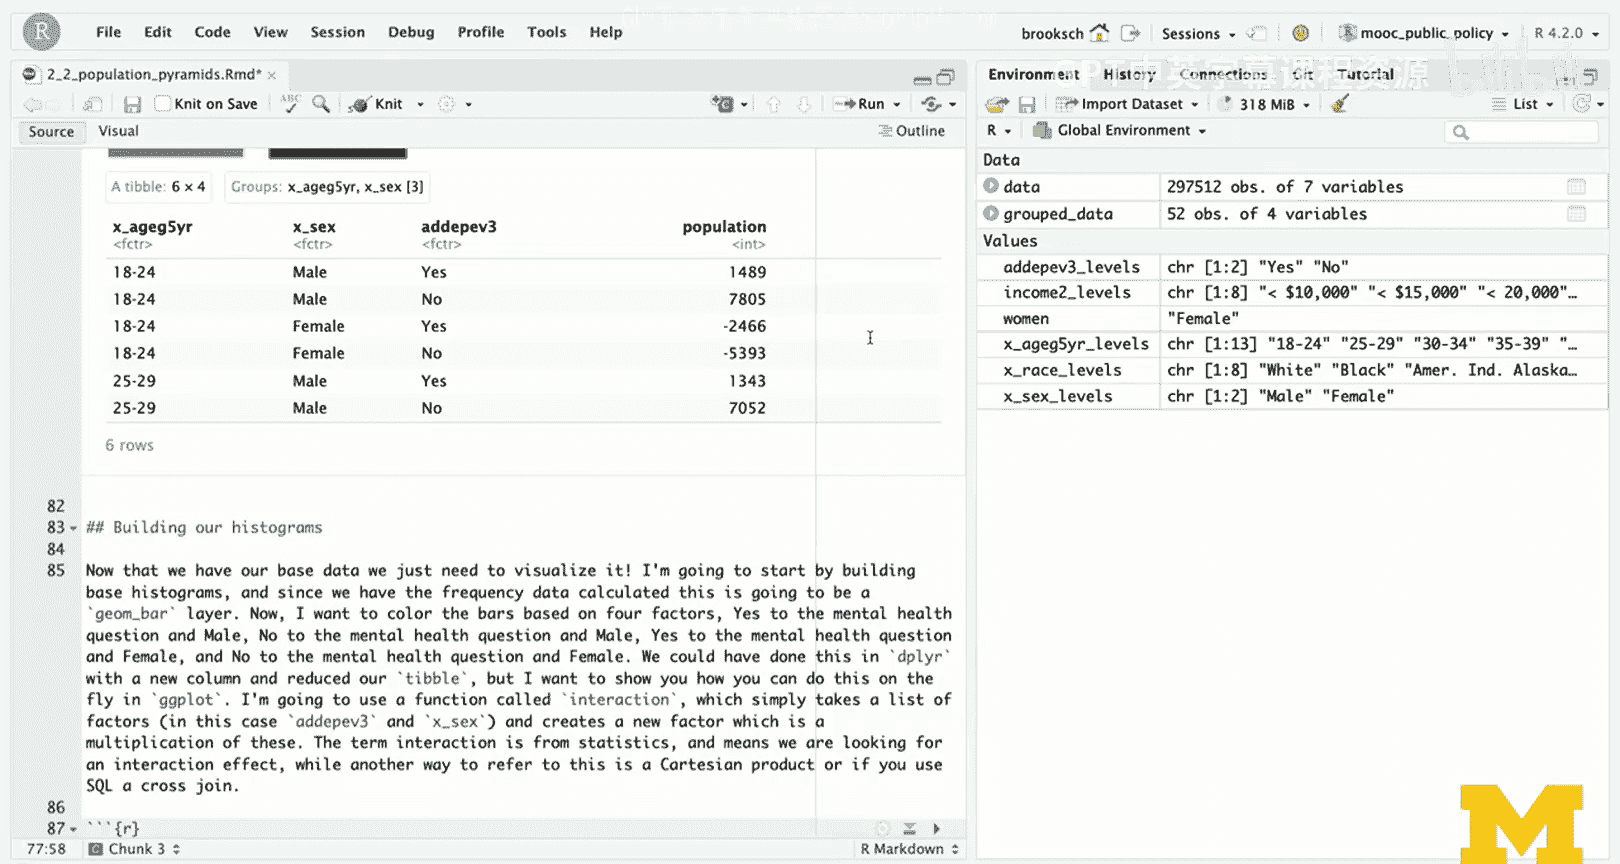 File Edit Code View Session Debug Profile Tools Help
brooksch Sessions mooc_public_policy R 4.2.0
2_2_population_pyramids.Rmd*
Environment History Connections Git Tutorial
GPT中英字幕课程资源
Knit on Save Knit Run
Import Dataset 318 MiB List
Source Visual Outline
R Global Environment
A tibble: 6 × 4 Groups: x_ageg5yr, x_sex [3]
x_ageg5yr x_sex addepev3 population
<fctr> <fctr> <fctr> <int>
18-24 Male Yes 1489
18-24 Male No 7805
18-24 Female Yes -2466
18-24 Female No -5393
25-29 Male Yes 1343
25-29 Male No 7052
6 rows
82
83 ## Building our histograms
84
85 Now that we have our base data we just need to visualize it! I'm going to start by building
base histograms, and since we have the frequency data calculated this is going to be a
`geom_bar` layer. Now, I want to color the bars based on four factors, Yes to the mental health
question and Male, No to the mental health question and Male, Yes to the mental health question
and Female, and No to the mental health question and Female. We could have done this in `dplyr`
with a new column and reduced our `tibble`, but I want to show you how you can do this on the
fly in `ggplot`. I'm going to use a function called `interaction`, which simply takes a list of
factors (in this case `addepev3` and `x_sex`) and creates a new factor which is a
multiplication of these. The term interaction is from statistics, and means we are looking for
an interaction effect, while another way to refer to this is a Cartesian product or if you use
SQL a cross join.
86
87 ```{r}
77:58 Chunk 3 R Markdown
Data
data 297512 obs. of 7 variables
grouped_data 52 obs. of 4 variables
Values
addepev3_levels chr [1:2] "Yes" "No"
income2_levels chr [1:8] "< $10,000" "< $15,000" "< 20,000"…
women "Female"
x_ageg5yr_levels chr [1:13] "18-24" "25-29" "30-34" "35-39" "…
x_race_levels chr [1:8] "White" "Black" "Amer. Ind. Alaska…
x_sex_levels chr [1:2] "Male" "Female"
M